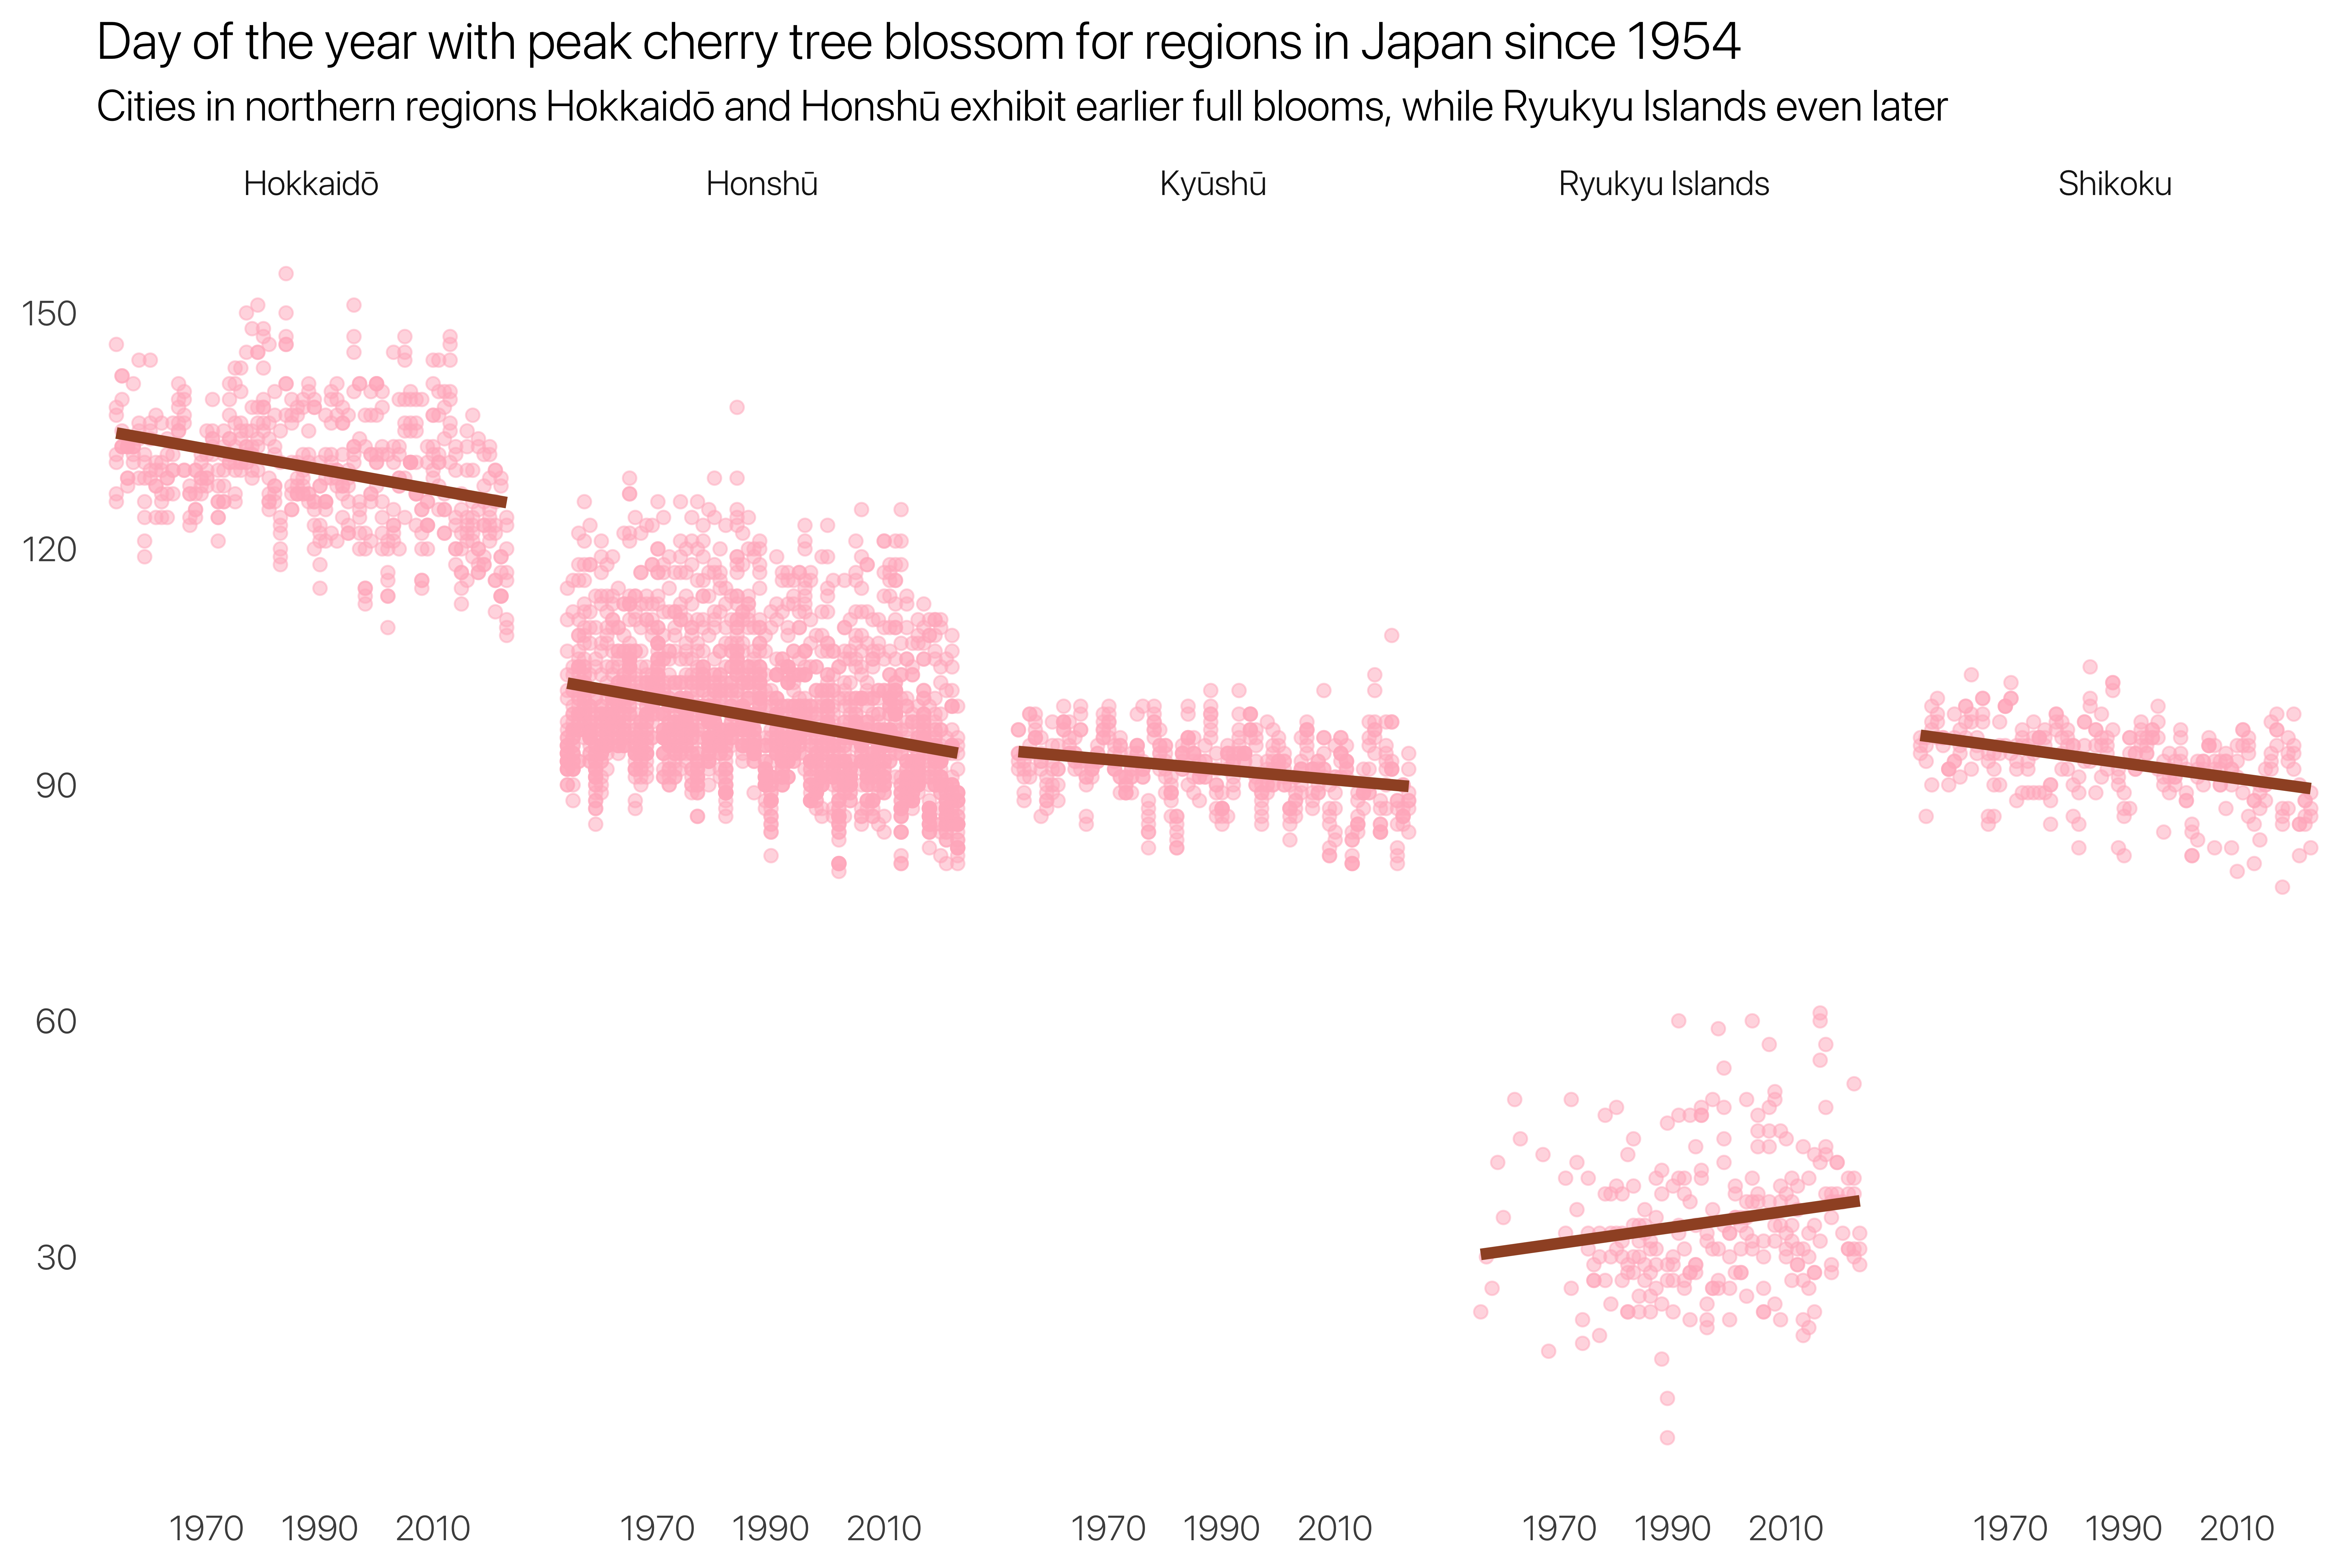 Day of the year with peak cherry tree blossom for regions in Japan since 1954
Cities in northern regions Hokkaidō and Honshū exhibit earlier full blooms, while Ryukyu Islands even later
Hokkaidō Honshū Kyūshū Ryukyu Islands Shikoku
150
120
90
60
30
1970 1990 2010 1970 1990 2010 1970 1990 2010 1970 1990 2010 1970 1990 2010